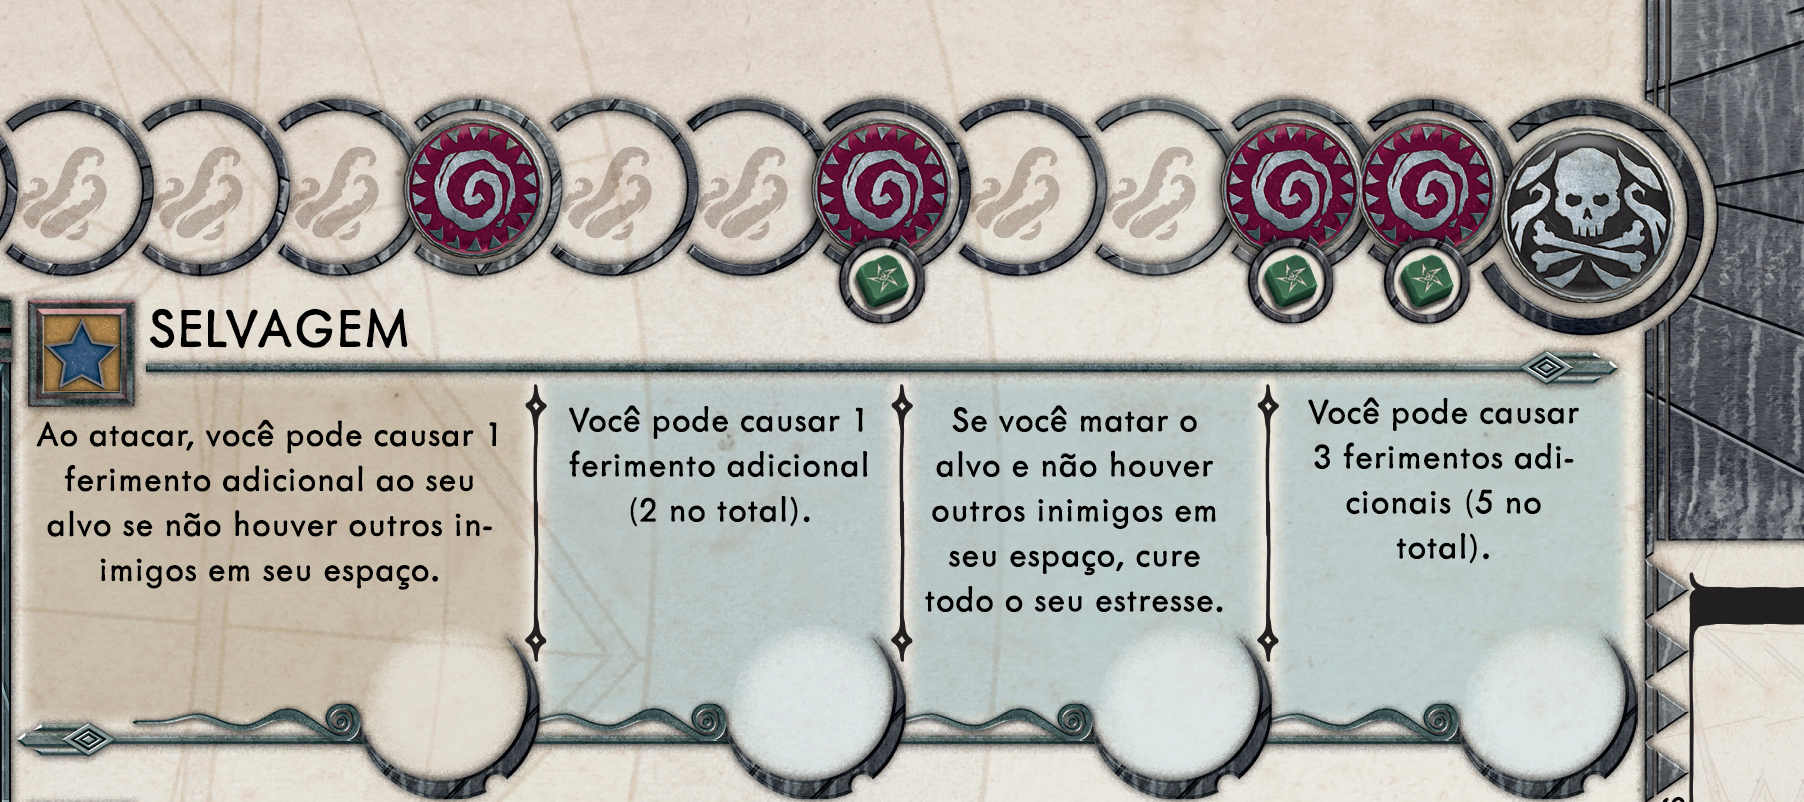 SELVAGEM
Ao atacar, você pode causar 1
ferimento adicional ao seu
alvo se não houver outros in-
imigos em seu espaço.
Você pode causar 1
ferimento adicional
(2 no total).
Se você matar o
alvo e não houver
outros inimigos em
seu espaço, cure
todo o seu estresse.
Você pode causar
3 ferimentos adi-
cionais (5 no
total).